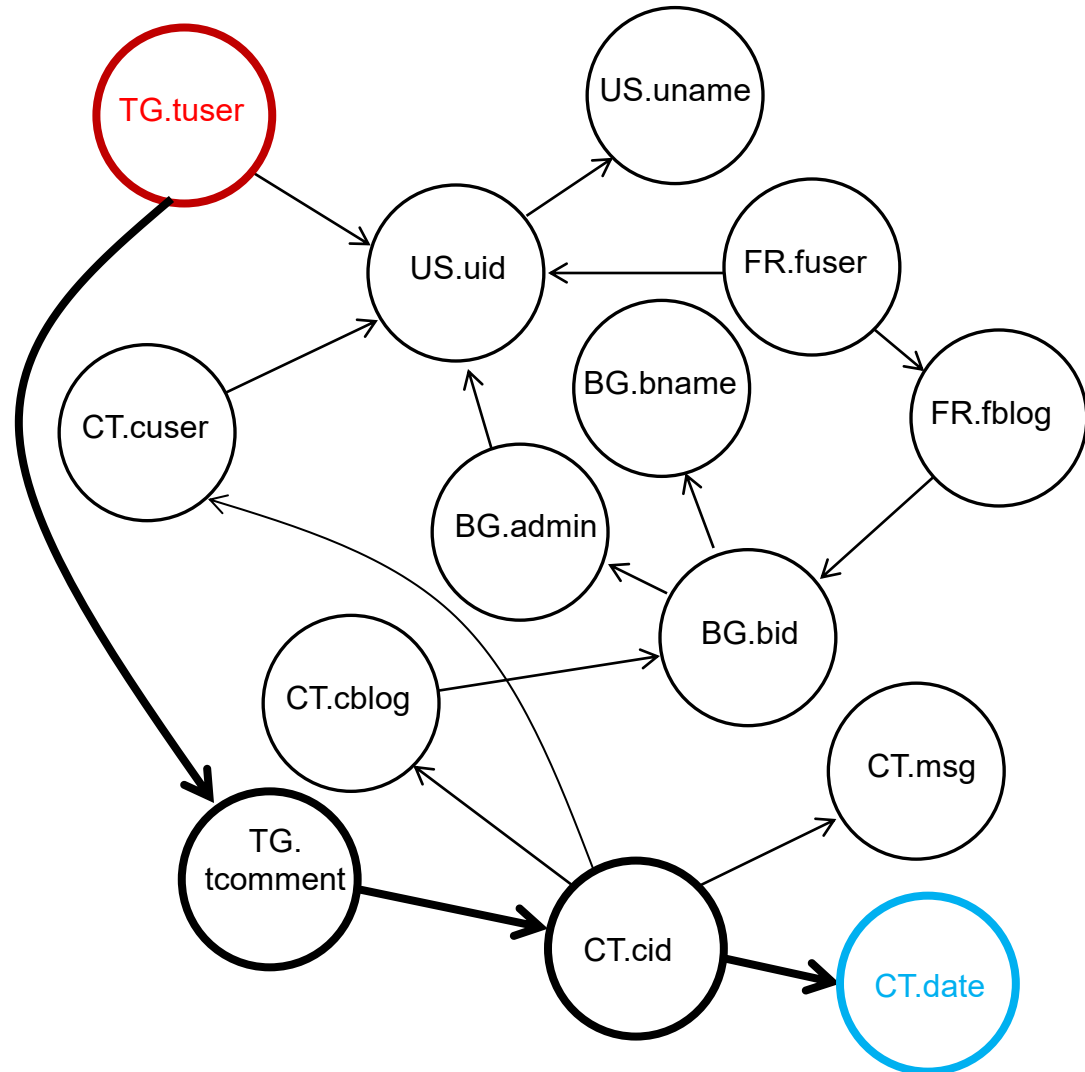 TG.tuser
US.uname
US.uid
FR.fuser
BG.bname
FR.fblog
CT.cuser
BG.admin
BG.bid
CT.cblog
CT.msg
TG.
tcomment
CT.cid
CT.date